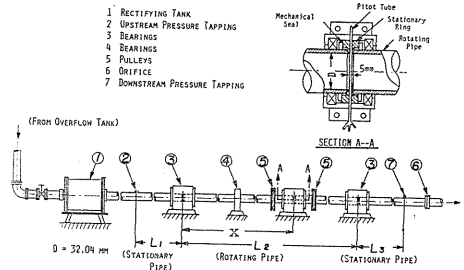 1 RECTIFYING TANK
2 UPSTREAM PRESSURE TAPPING
3 BEARINGS
4 BEARINGS
5 PULLEYS
6 ORIFICE
7 DOWNSTREAM PRESSURE TAPPING
MECHANICAL SEAL
PITOT TUBE
STATIONARY RING
ROTATING PIPE
D
5mm
SECTION A--A
(FROM OVERFLOW TANK)
1 2 3 4 5 A A 5 3 7 6
X
L1 L2 L3
D = 32.04 MM
(STATIONARY PIPE)
(ROTATING PIPE)
(STATIONARY PIPE)